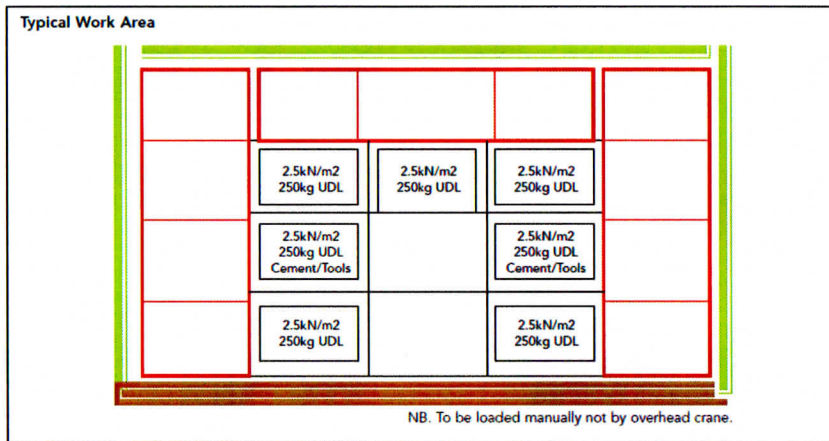 Typical Work Area
2.5kN/m2
250kg UDL
2.5kN/m2
250kg UDL
2.5kN/m2
250kg UDL
2.5kN/m2
250kg UDL
Cement/Tools
2.5kN/m2
250kg UDL
Cement/Tools
2.5kN/m2
250kg UDL
2.5kN/m2
250kg UDL
NB. To be loaded manually not by overhead crane.